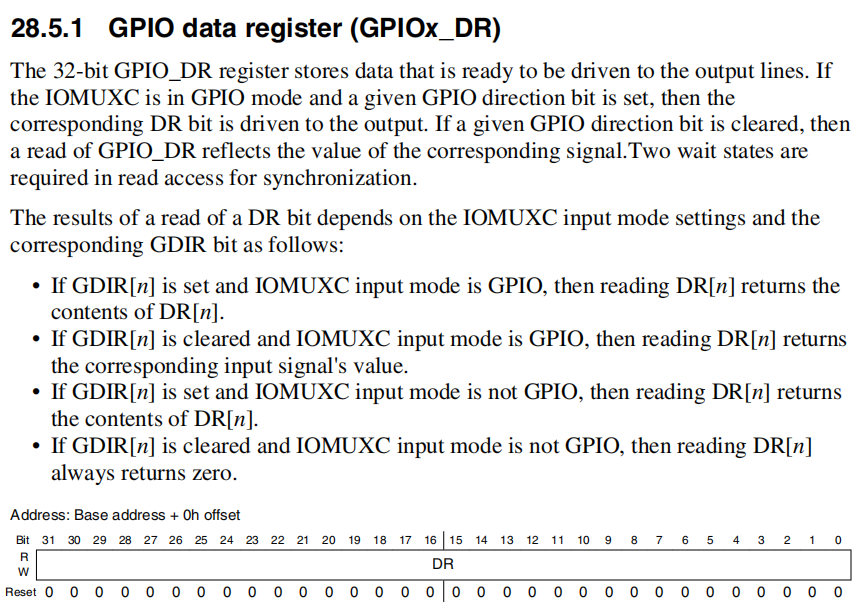 28.5.1 GPIO data register (GPIOx_DR)
The 32-bit GPIO_DR register stores data that is ready to be driven to the output lines. If
the IOMUXC is in GPIO mode and a given GPIO direction bit is set, then the
corresponding DR bit is driven to the output. If a given GPIO direction bit is cleared, then
a read of GPIO_DR reflects the value of the corresponding signal.Two wait states are
required in read access for synchronization.
The results of a read of a DR bit depends on the IOMUXC input mode settings and the
corresponding GDIR bit as follows:
• If GDIR[n] is set and IOMUXC input mode is GPIO, then reading DR[n] returns the
contents of DR[n].
• If GDIR[n] is cleared and IOMUXC input mode is GPIO, then reading DR[n] returns
the corresponding input signal's value.
• If GDIR[n] is set and IOMUXC input mode is not GPIO, then reading DR[n] returns
the contents of DR[n].
• If GDIR[n] is cleared and IOMUXC input mode is not GPIO, then reading DR[n]
always returns zero.
Address: Base address + 0h offset
Bit 31 30 29 28 27 26 25 24 23 22 21 20 19 18 17 16 15 14 13 12 11 10 9 8 7 6 5 4 3 2 1 0
R
DR
W
Reset 0 0 0 0 0 0 0 0 0 0 0 0 0 0 0 0 0 0 0 0 0 0 0 0 0 0 0 0 0 0 0 0